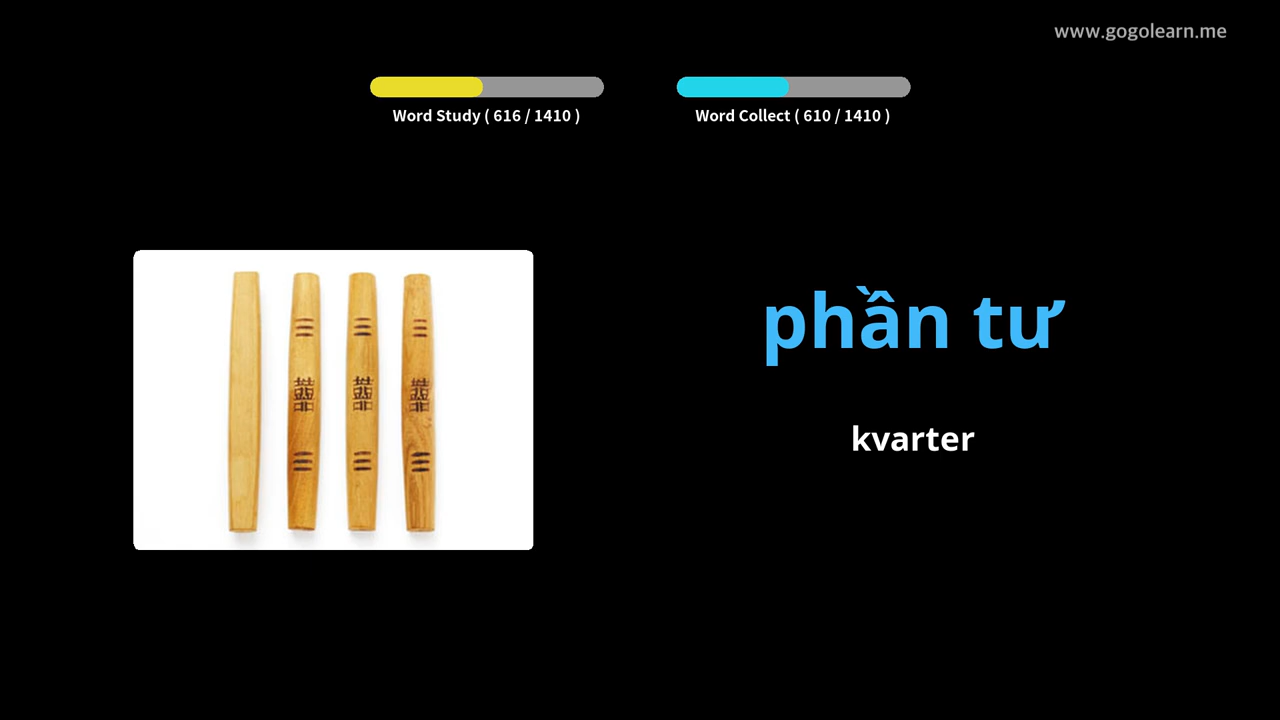 www.gogolearn.me
Word Study ( 616 / 1410 )
Word Collect ( 610 / 1410 )
phần tư
kvarter